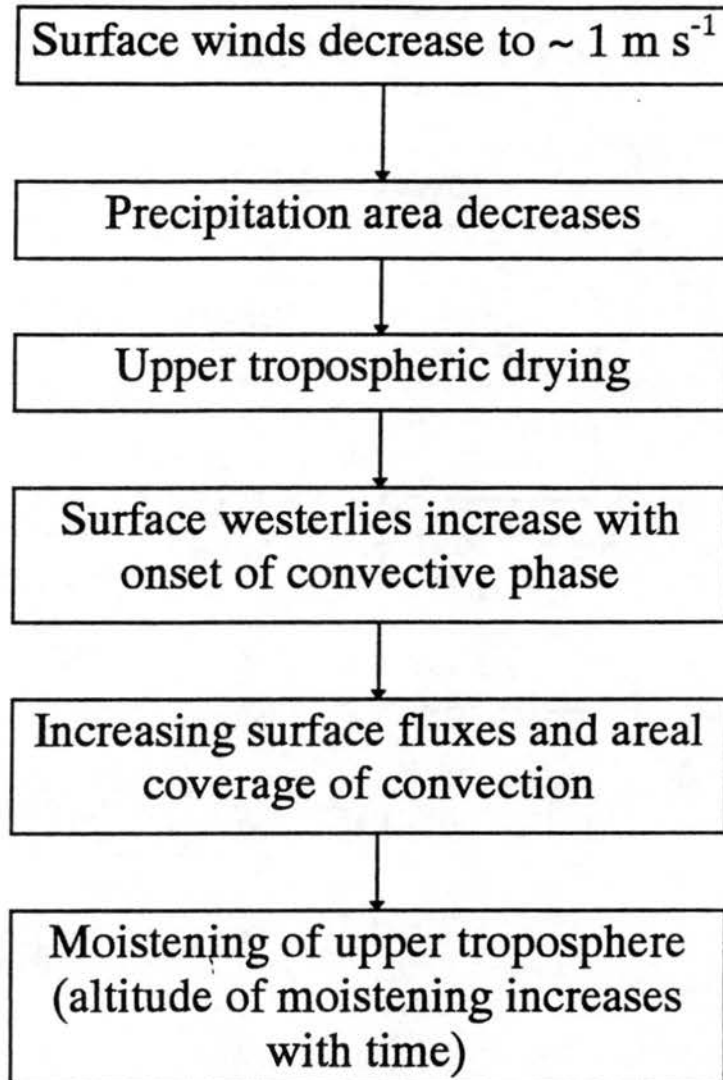 Surface winds decrease to ~ 1 m s⁻¹
Precipitation area decreases
Upper tropospheric drying
Surface westerlies increase with
onset of convective phase
Increasing surface fluxes and areal
coverage of convection
Moistening of upper troposphere
(altitude of moistening increases
with time)